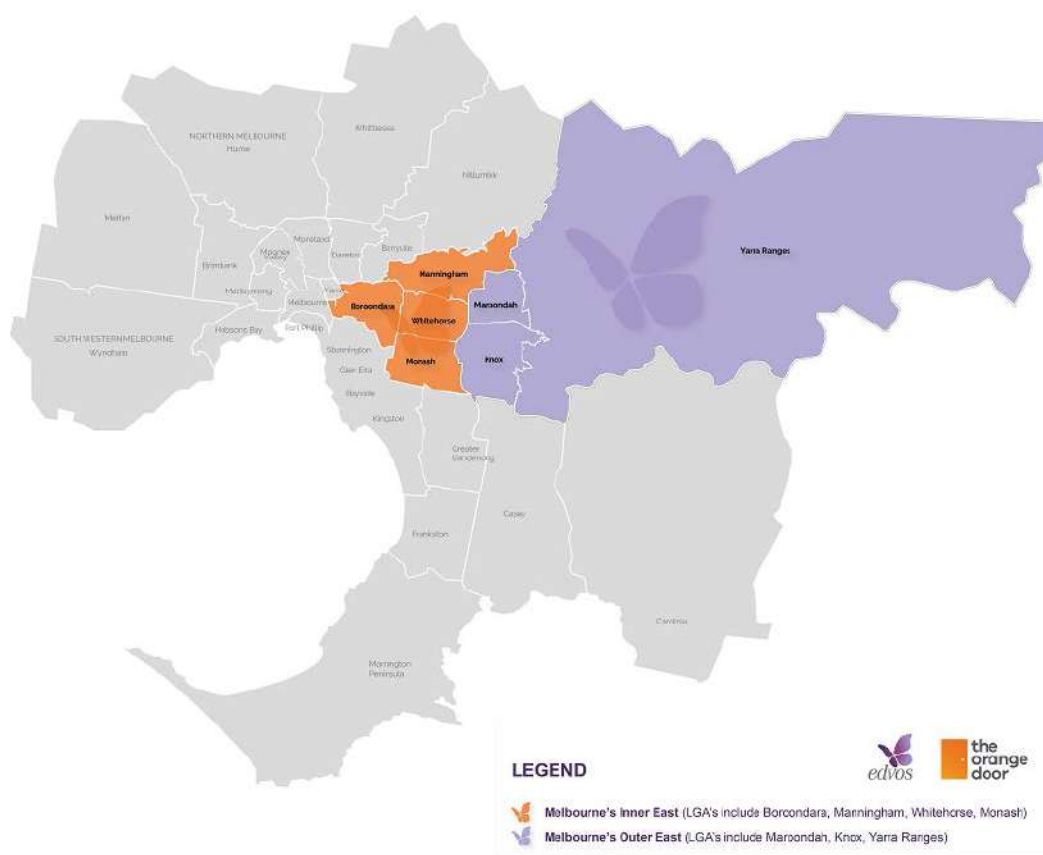 Whittlesea
NORTHERN MELBOURNE
Hume
Nillumbik
Melton
Moreland
Banyule
Darebin
Moonee
Valley
Brimbank
Manningham
Yarra Ranges
Maribyrnong
Yarra
Melbourne
Boroondara
Maroondah
Whitehorse
Hobsons Bay
Port Phillip
SOUTH WESTERN MELBOURNE
Wyndham
Stonnington
Monash
Knox
Glen Eira
Bayside
Kingston
Greater
Dandenong
Casey
Frankston
Cardinia
Mornington
Peninsula
LEGEND
edvos
the
orange
door
Melbourne's Inner East (LGA's include Boroondara, Manningham, Whitehorse, Monash)
Melbourne's Outer East (LGA's include Maroondah, Knox, Yarra Ranges)